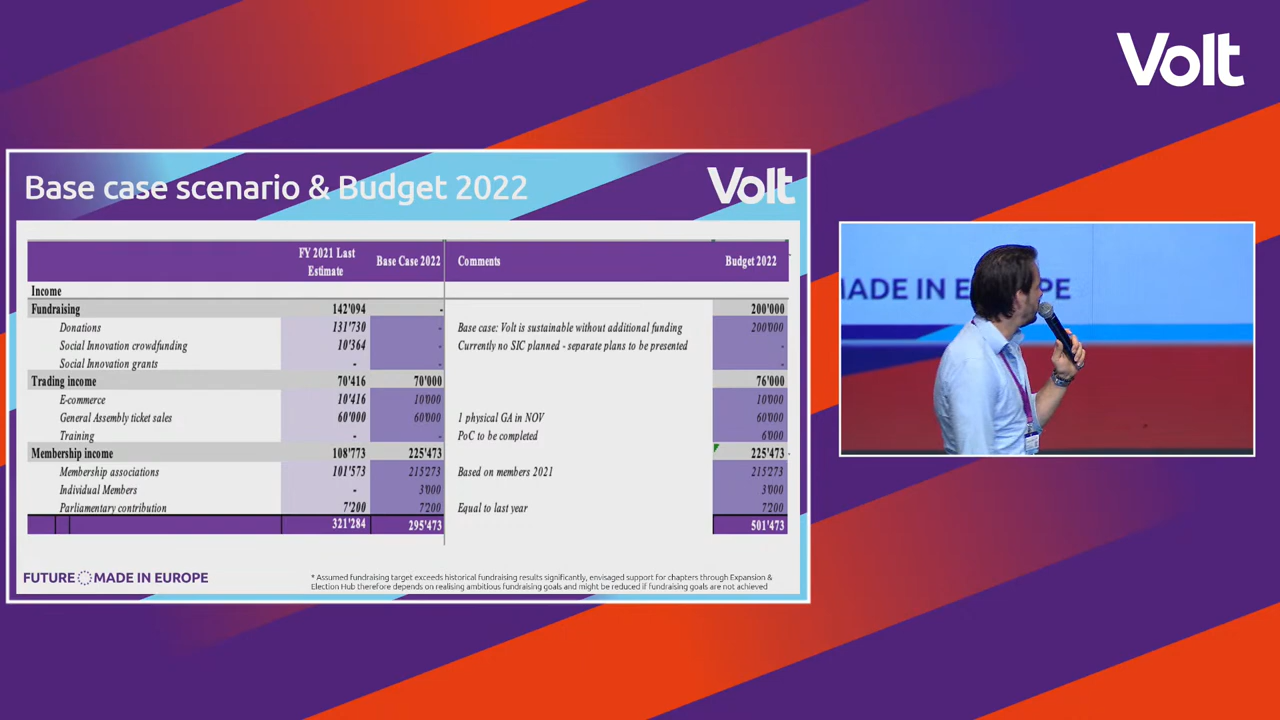 Volt
Base case scenario & Budget 2022
Volt
FY 2021 Last Estimate Base Case 2022 Comments Budget 2022
Income
Fundraising 142'094 - 200'000
Donations 131'730 - Base case: Volt is sustainable without additional funding 200'000
Social Innovation crowdfunding 10'364 - Currently no SIC planned - separate plans to be presented -
Social Innovation grants - - -
Trading income 70'416 70'000 76'000
E-commerce 10'416 10'000 10'000
General Assembly ticket sales 60'000 60'000 1 physical GA in NOV 60'000
Training - - PoC to be completed 6'000
Membership income 108'773 225'473 225'473
Membership associations 101'573 215'273 Based on members 2021 215'273
Individual Members - 3'000 3'000
Parliamentary contribution 7'200 7'200 Equal to last year 7'200
321'284 295'473 501'473
FUTURE MADE IN EUROPE
* Assumed fundraising target exceeds historical fundraising results significantly, envisaged support for chapters through Expansion &
Election Hub therefore depends on realising ambitious fundraising goals and might be reduced if fundraising goals are not achieved
MADE IN E OPE